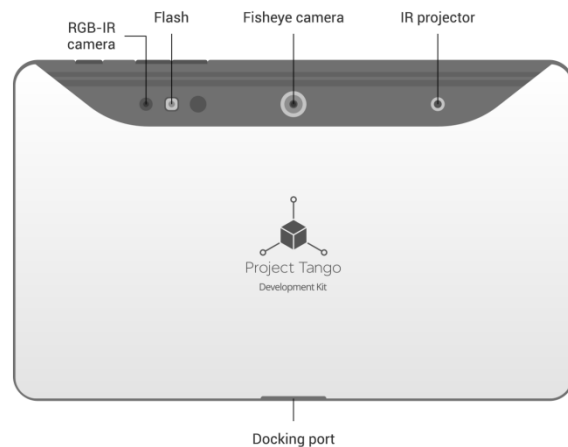 RGB-IR
camera
Flash
Fisheye camera
IR projector
Project Tango
Development Kit
Docking port